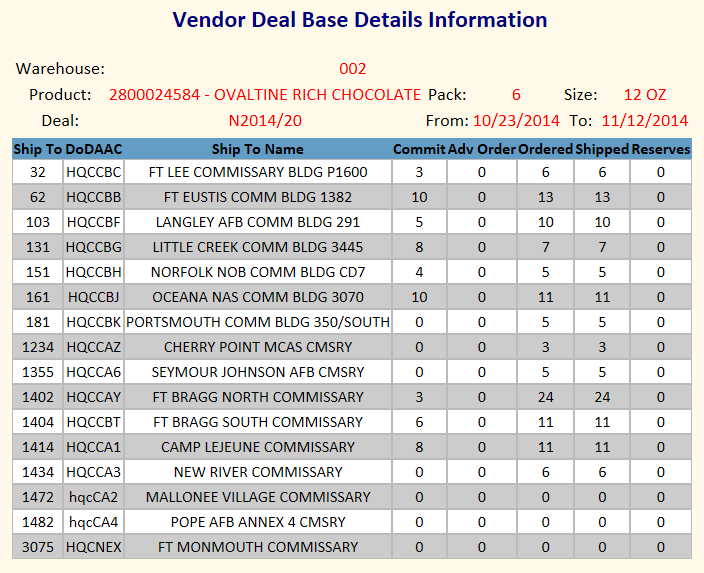 Vendor Deal Base Details Information
Warehouse: 002
Product: 2800024584 - OVALTINE RICH CHOCOLATE Pack: 6 Size: 12 OZ
Deal: N2014/20 From: 10/23/2014 To: 11/12/2014
Ship To DoDAAC Ship To Name Commit Adv Order Ordered Shipped Reserves
32 HQCCBC FT LEE COMMISSARY BLDG P1600 3 0 6 6 0
62 HQCCBB FT EUSTIS COMM BLDG 1382 10 0 13 13 0
103 HQCCBF LANGLEY AFB COMM BLDG 291 5 0 10 10 0
131 HQCCBG LITTLE CREEK COMM BLDG 3445 8 0 7 7 0
151 HQCCBH NORFOLK NOB COMM BLDG CD7 4 0 5 5 0
161 HQCCBJ OCEANA NAS COMM BLDG 3070 10 0 11 11 0
181 HQCCBK PORTSMOUTH COMM BLDG 350/SOUTH 0 0 5 5 0
1234 HQCCAZ CHERRY POINT MCAS CMSRY 0 0 3 3 0
1355 HQCCA6 SEYMOUR JOHNSON AFB CMSRY 0 0 5 5 0
1402 HQCCAY FT BRAGG NORTH COMMISSARY 3 0 24 24 0
1404 HQCCBT FT BRAGG SOUTH COMMISSARY 6 0 11 11 0
1414 HQCCA1 CAMP LEJEUNE COMMISSARY 8 0 11 11 0
1434 HQCCA3 NEW RIVER COMMISSARY 0 0 6 6 0
1472 hqcCA2 MALLONEE VILLAGE COMMISSARY 0 0 0 0 0
1482 hqcCA4 POPE AFB ANNEX 4 CMSRY 0 0 0 0 0
3075 HQCNEX FT MONMOUTH COMMISSARY 0 0 0 0 0